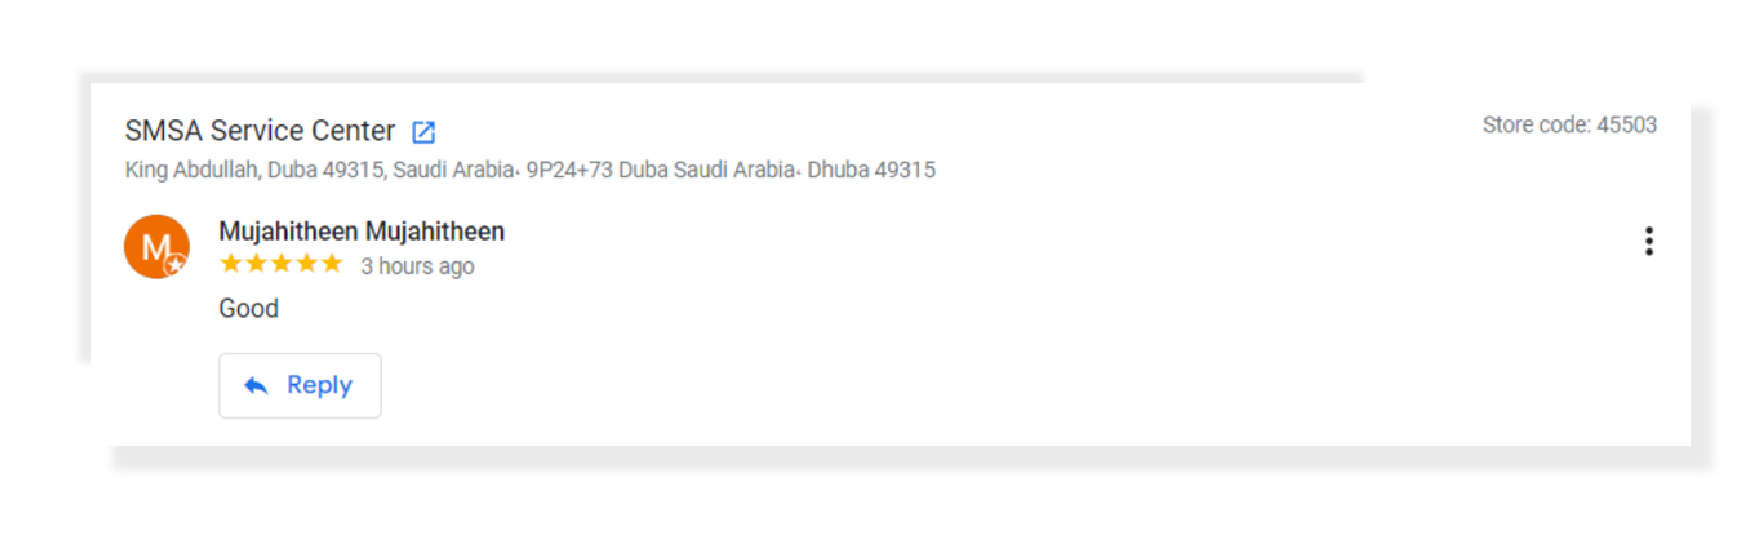 SMSA Service Center
Store code: 45503
King Abdullah, Duba 49315, Saudi Arabia، 9P24+73 Duba Saudi Arabia، Dhuba 49315
M
Mujahitheen Mujahitheen
3 hours ago
Good
Reply